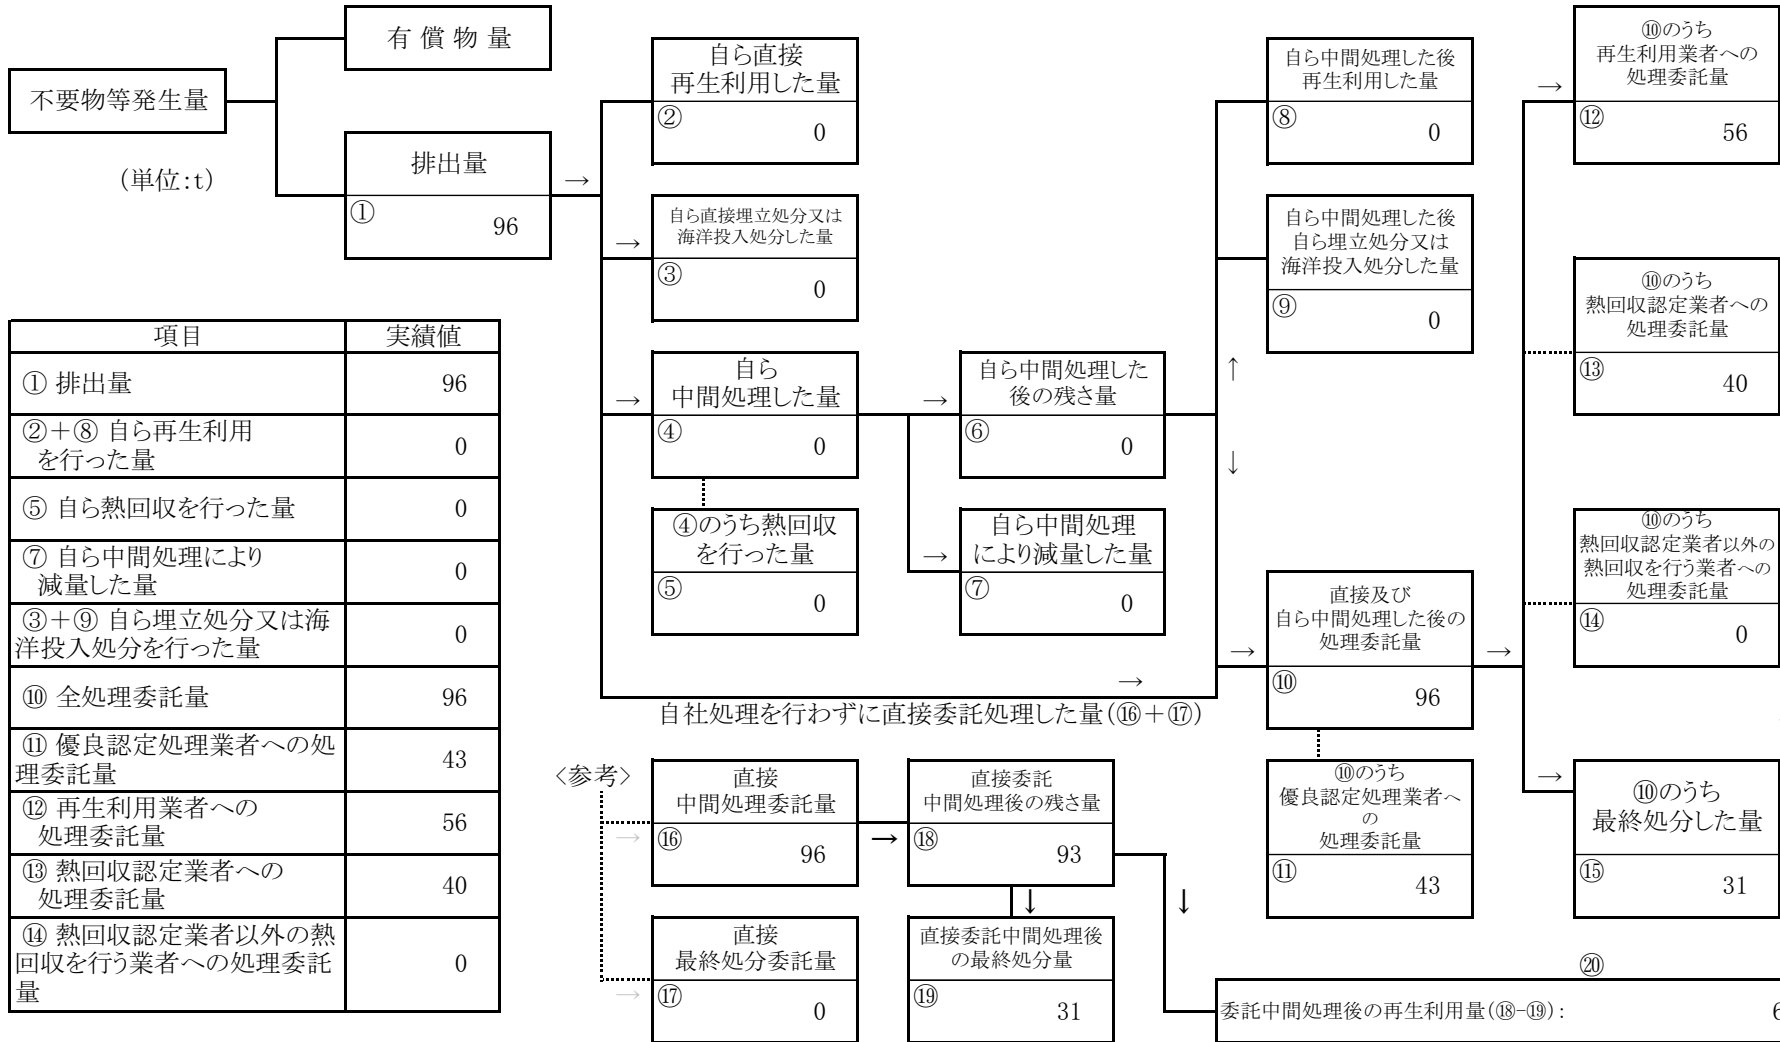 有 償 物 量
不要物等発生量
(単位:t)
排出量
①
96
→
自ら直接
再生利用した量
②
0
→
自ら直接埋立処分又は
海洋投入処分した量
③
0
→
自ら
中間処理した量
④
0
④のうち熱回収
を行った量
⑤
0
→
自ら中間処理した
後の残さ量
⑥
0
→
自ら中間処理
により減量した量
⑦
0
自ら中間処理した後
再生利用した量
⑧
0
自ら中間処理した後
自ら埋立処分又は
海洋投入処分した量
⑨
0
↑
↓
→
直接及び
自ら中間処理した後の
処理委託量
⑩
96
→
自社処理を行わずに直接委託処理した量(⑯+⑰)
⑩のうち
優良認定処理業者へ
の
処理委託量
⑪
43
→
→
⑩のうち
再生利用業者への
処理委託量
⑫
56
⑩のうち
熱回収認定業者への
処理委託量
⑬
40
⑩のうち
熱回収認定業者以外の
熱回収を行う業者への
処理委託量
⑭
0
→
⑩のうち
最終処分した量
⑮
31
項目 実績値
① 排出量 96
②+⑧ 自ら再生利用
を行った量 0
⑤ 自ら熱回収を行った量 0
⑦ 自ら中間処理により
減量した量 0
③+⑨ 自ら埋立処分又は海
洋投入処分を行った量 0
⑩ 全処理委託量 96
⑪ 優良認定処理業者への処
理委託量 43
⑫ 再生利用業者への
処理委託量 56
⑬ 熱回収認定業者への
処理委託量 40
⑭ 熱回収認定業者以外の熱
回収を行う業者への処理委託
量 0
〈参考〉
→
直接
中間処理委託量
⑯
96
→
直接委託
中間処理後の残さ量
⑱
93
↓
↓
→
直接
最終処分委託量
⑰
0
直接委託中間処理後
の最終処分量
⑲
31
⑳
委託中間処理後の再生利用量(⑱-⑲):